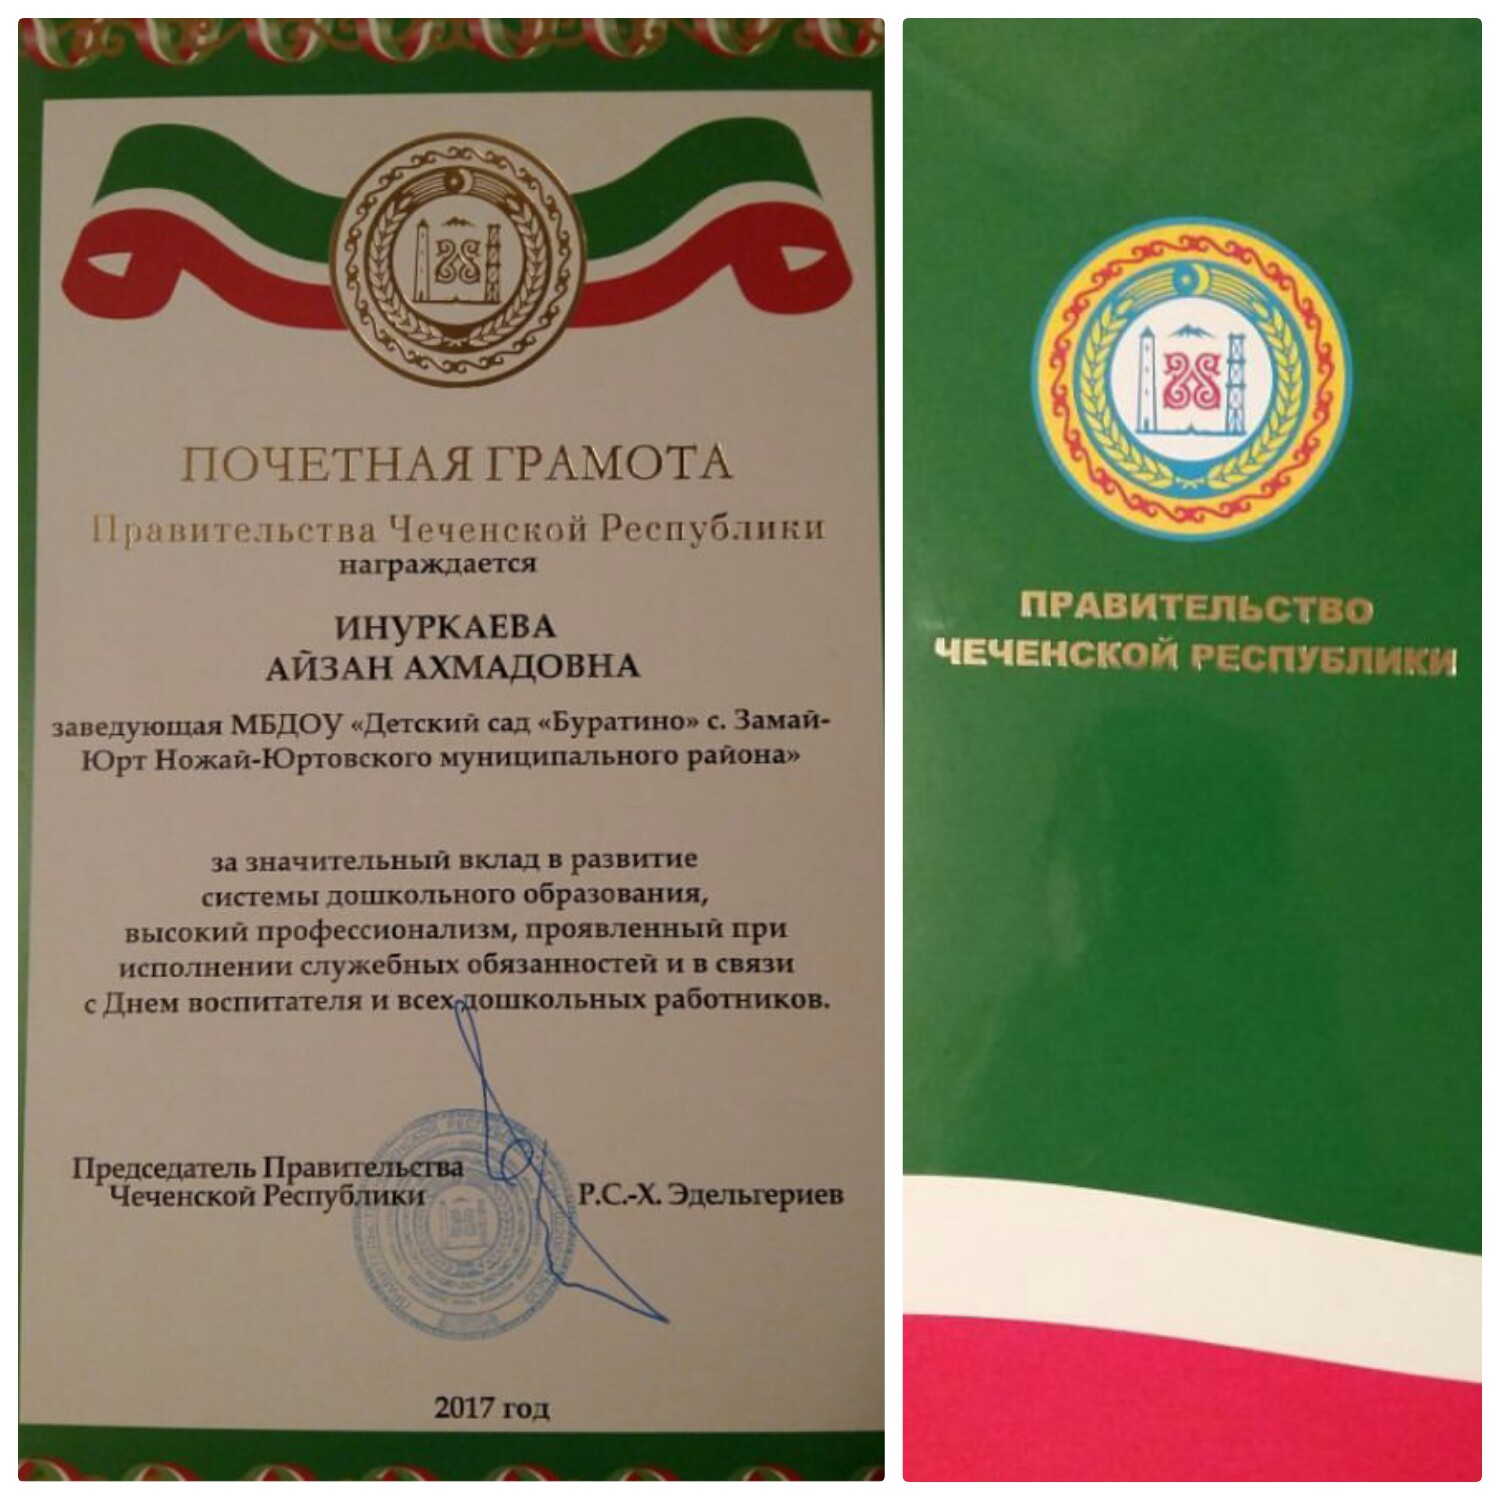 ПОЧЕТНАЯ ГРАМОТА
Правительства Чеченской Республики
награждается
ИНУРКАЕВА
АЙЗАН АХМАДОВНА
заведующая МБДОУ «Детский сад «Буратино» с. Замай-
Юрт Ножай-Юртовского муниципального района»
за значительный вклад в развитие
системы дошкольного образования,
высокий профессионализм, проявленный при
исполнении служебных обязанностей и в связи
с Днем воспитателя и всех дошкольных работников.
Председатель Правительства
Чеченской Республики
Р.С.-Х. Эдельгериев
2017 год
ПРАВИТЕЛЬСТВО
ЧЕЧЕНСКОЙ РЕСПУБЛИКИ